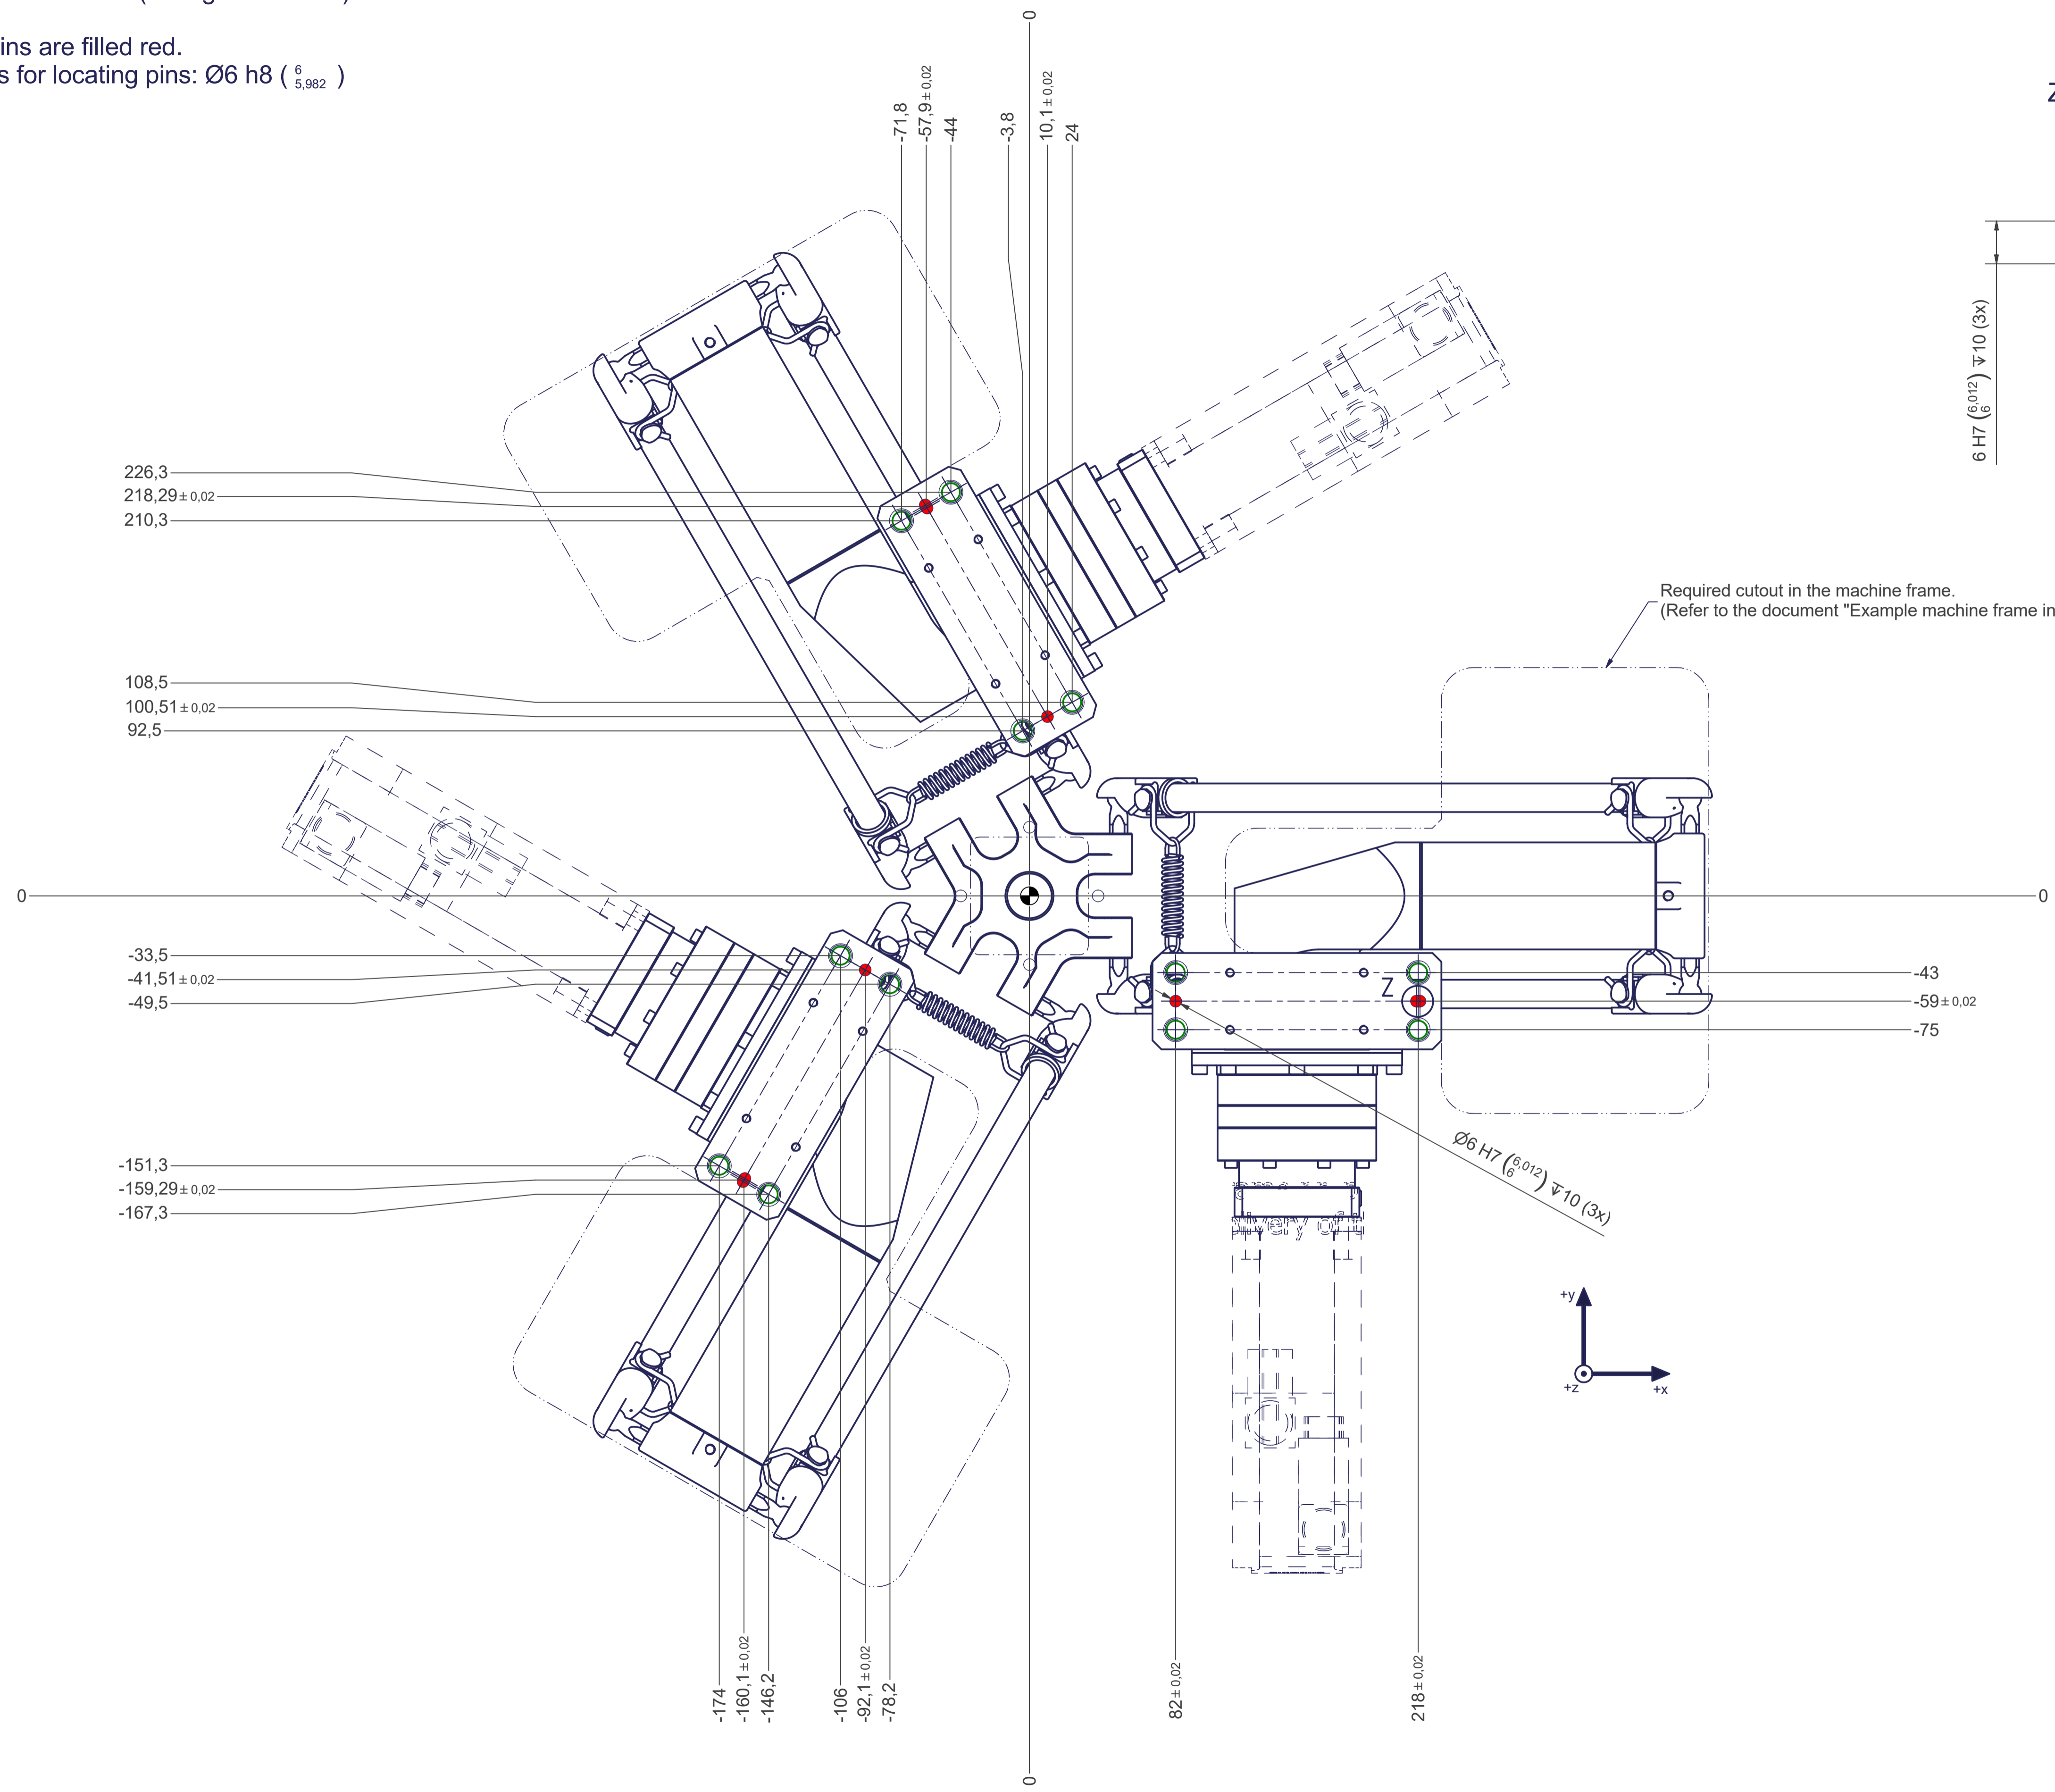 ins are filled red.
s for locating pins: Ø6 h8 ( 6 5,982 )
0
-71,8
-57,9 ± 0,02
-44
-3,8
10,1 ± 0,02
24
6 H7 (6,012 6) ↧10 (3x)
226,3
218,29 ± 0,02
210,3
Required cutout in the machine frame.
(Refer to the document "Example machine frame in
108,5
100,51 ± 0,02
92,5
0
0
-33,5
-41,51 ± 0,02
-49,5
-43
Z
-59 ± 0,02
-75
Ø6 H7 (6,012 6) ↧10 (3x)
-151,3
-159,29 ± 0,02
-167,3
+y
+z
+x
-174
-160,1 ± 0,02
-146,2
-106
-92,1 ± 0,02
-78,2
82 ± 0,02
218 ± 0,02
0